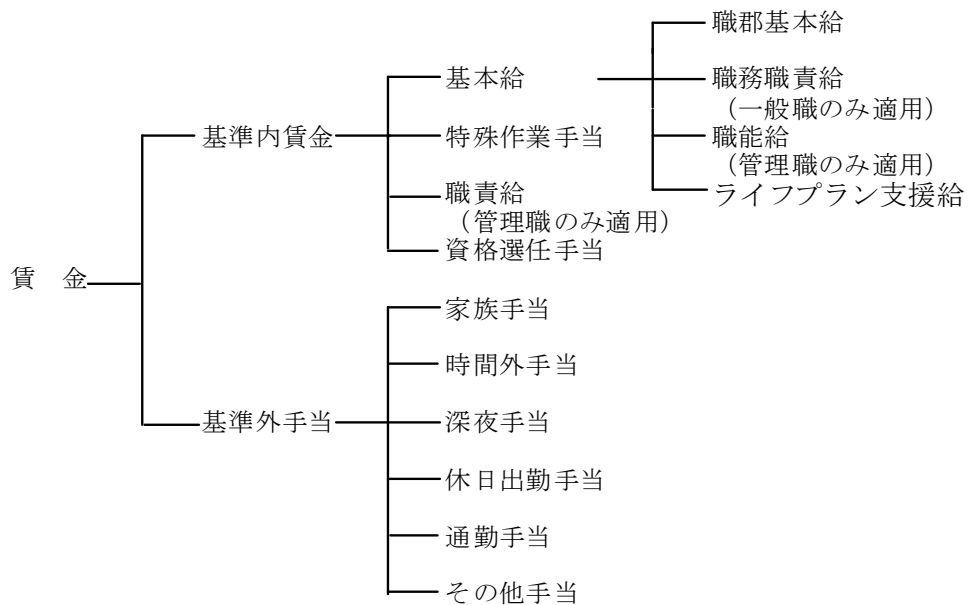 職郡基本給
基本給
職務職責給
（一般職のみ適用）
基準内賃金
特殊作業手当
職能給
（管理職のみ適用）
職責給
ライフプラン支援給
（管理職のみ適用）
資格選任手当
賃　金
家族手当
時間外手当
基準外手当
深夜手当
休日出勤手当
通勤手当
その他手当